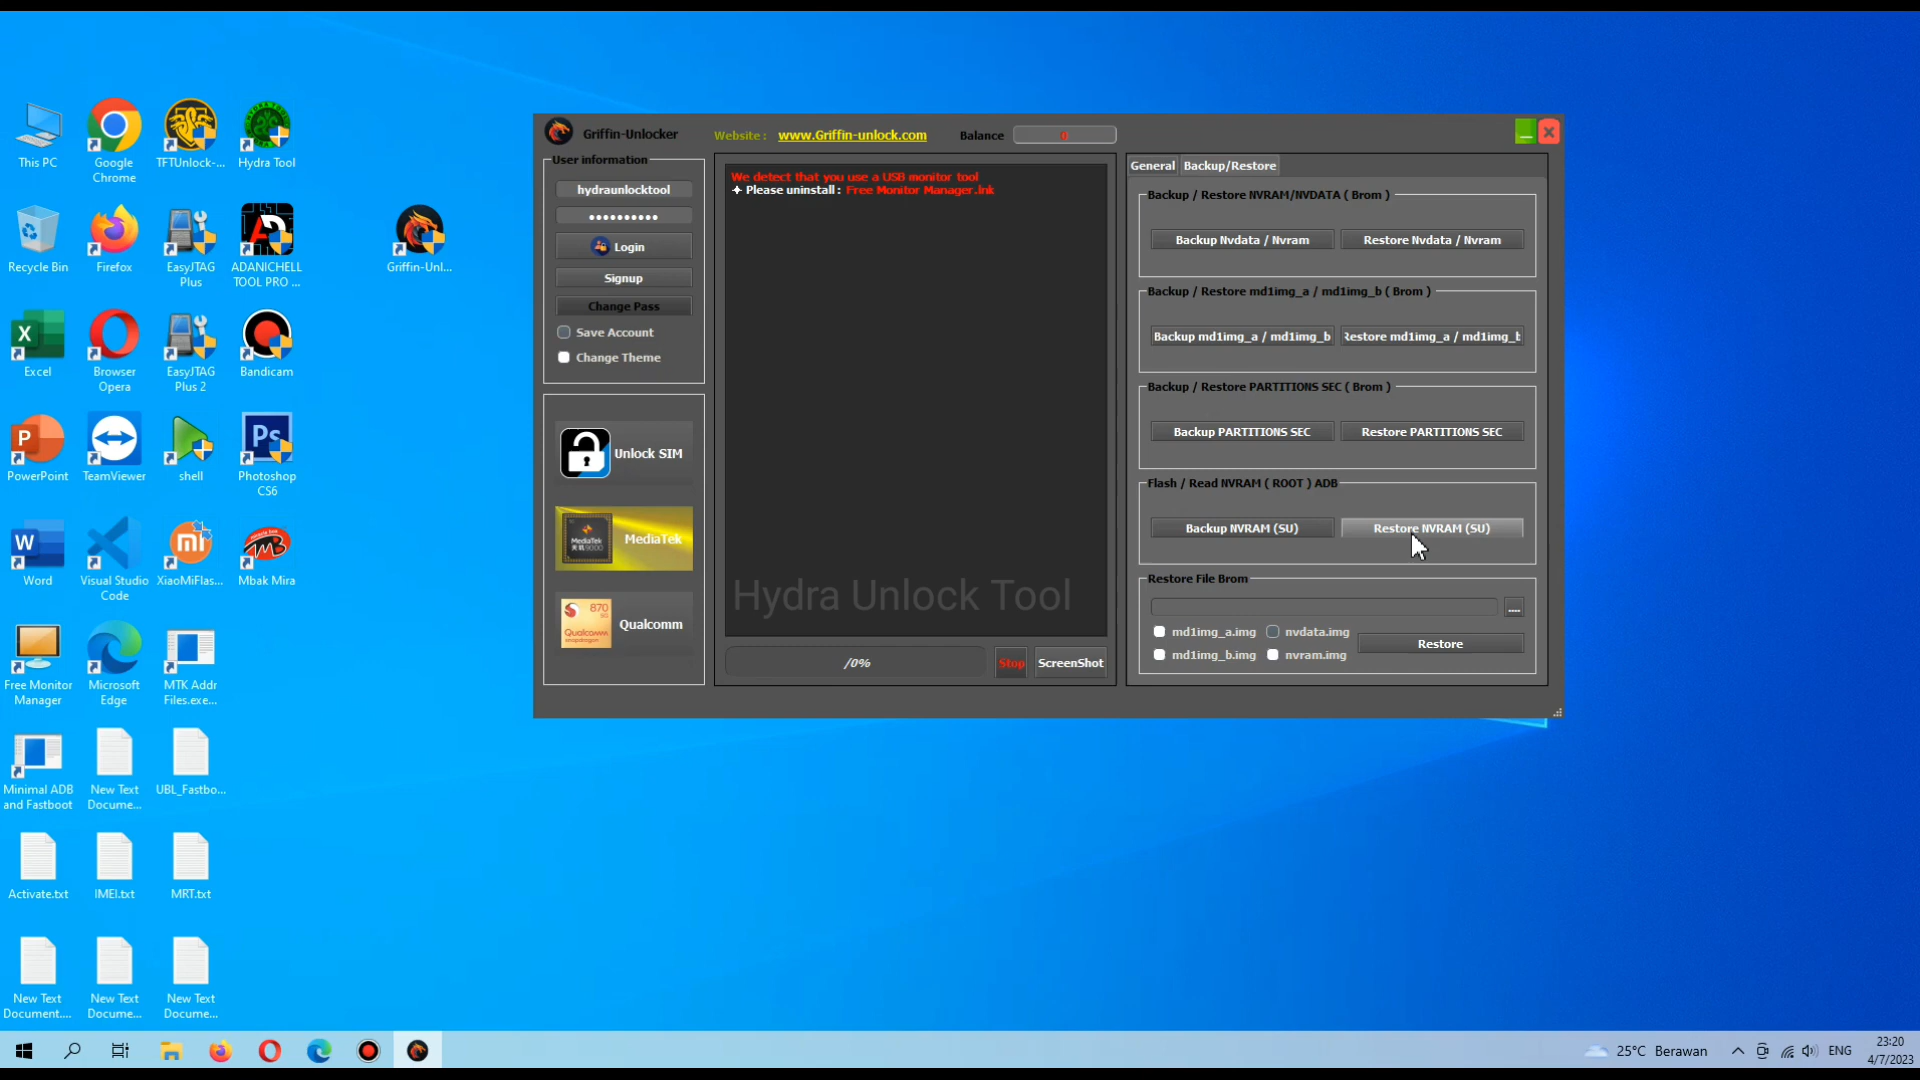 This PC
Google Chrome
TFTUnlock-...
Hydra Tool
Recycle Bin
Firefox
EasyJTAG Plus
ADANICHELL TOOL PRO ...
Griffin-Unl...
Excel
Browser Opera
EasyJTAG Plus 2
Bandicam
PowerPoint
TeamViewer
shell
Photoshop CS6
Word
Visual Studio Code
XiaoMiFlas...
Mbak Mira
Free Monitor Manager
Microsoft Edge
MTK Addr Files.exe...
Minimal ADB and Fastboot
New Text Docume...
UBL_Fastbo...
Activate.txt
IMEI.txt
MRT.txt
New Text Document....
New Text Docume...
New Text Docume...
Griffin-Unlocker
Website :
www.Griffin-unlock.com
Balance
0
User information
hydraunlocktool
••••••••••
Login
Signup
Change Pass
Save Account
Change Theme
Unlock SIM
MediaTek
Qualcomm
We detect that you use a USB monitor tool
✦ Please uninstall : Free Monitor Manager.lnk
Hydra Unlock Tool
/0%
Stop
ScreenShot
General
Backup/Restore
Backup / Restore NVRAM/NVDATA ( Brom )
Backup Nvdata / Nvram
Restore Nvdata / Nvram
Backup / Restore md1img_a / md1img_b ( Brom )
Backup md1img_a / md1img_b
Restore md1img_a / md1img_b
Backup / Restore PARTITIONS SEC ( Brom )
Backup PARTITIONS SEC
Restore PARTITIONS SEC
Flash / Read NVRAM ( ROOT ) ADB
Backup NVRAM (SU)
Restore NVRAM (SU)
Restore File Brom
....
md1img_a.img
nvdata.img
md1img_b.img
nvram.img
Restore
25°C Berawan
ENG
23:20
4/7/2023